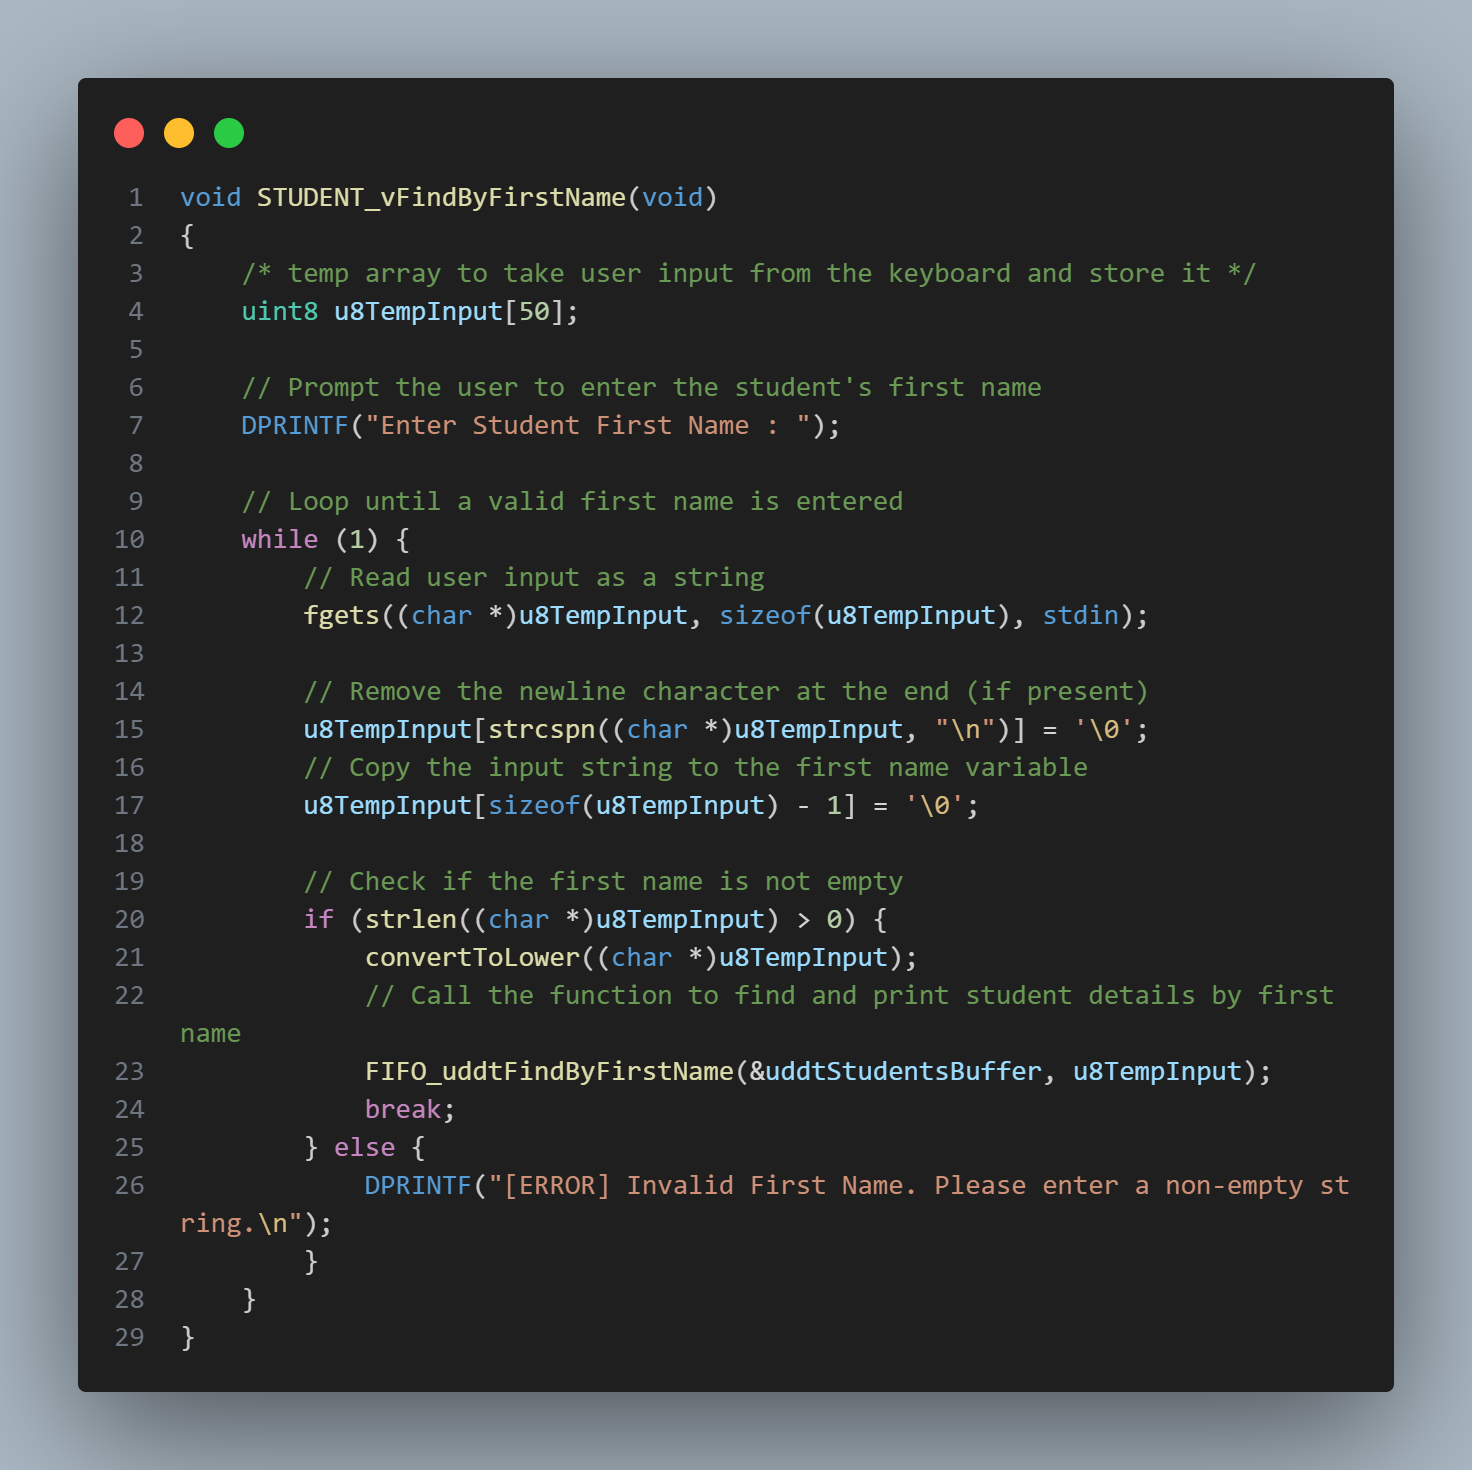 1 void STUDENT_vFindByFirstName(void)
2 {
3     /* temp array to take user input from the keyboard and store it */
4     uint8 u8TempInput[50];
5
6     // Prompt the user to enter the student's first name
7     DPRINTF("Enter Student First Name : ");
8
9     // Loop until a valid first name is entered
10     while (1) {
11         // Read user input as a string
12         fgets((char *)u8TempInput, sizeof(u8TempInput), stdin);
13
14         // Remove the newline character at the end (if present)
15         u8TempInput[strcspn((char *)u8TempInput, "\n")] = '\0';
16         // Copy the input string to the first name variable
17         u8TempInput[sizeof(u8TempInput) - 1] = '\0';
18
19         // Check if the first name is not empty
20         if (strlen((char *)u8TempInput) > 0) {
21             convertToLower((char *)u8TempInput);
22             // Call the function to find and print student details by first
name
23             FIFO_uddtFindByFirstName(&uddtStudentsBuffer, u8TempInput);
24             break;
25         } else {
26             DPRINTF("[ERROR] Invalid First Name. Please enter a non-empty st
ring.\n");
27         }
28     }
29 }